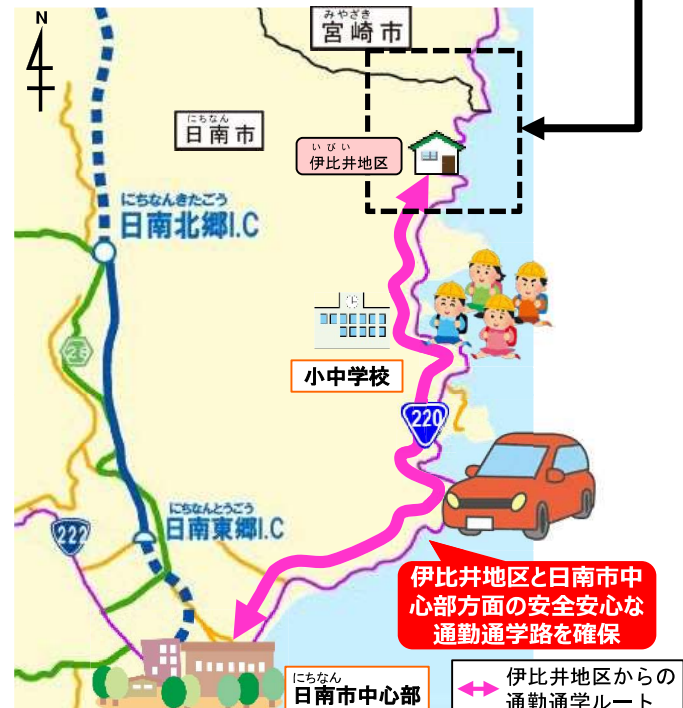 N
みやざき
宮崎市
にちなん
日南市
いびい
伊比井地区
にちなんきたごう
日南北郷I.C
28
小中学校
220
にちなんとうごう
日南東郷I.C
222
伊比井地区と日南市中
心部方面の安全安心な
通勤通学路を確保
にちなん
日南市中心部
伊比井地区からの
通勤通学ルート